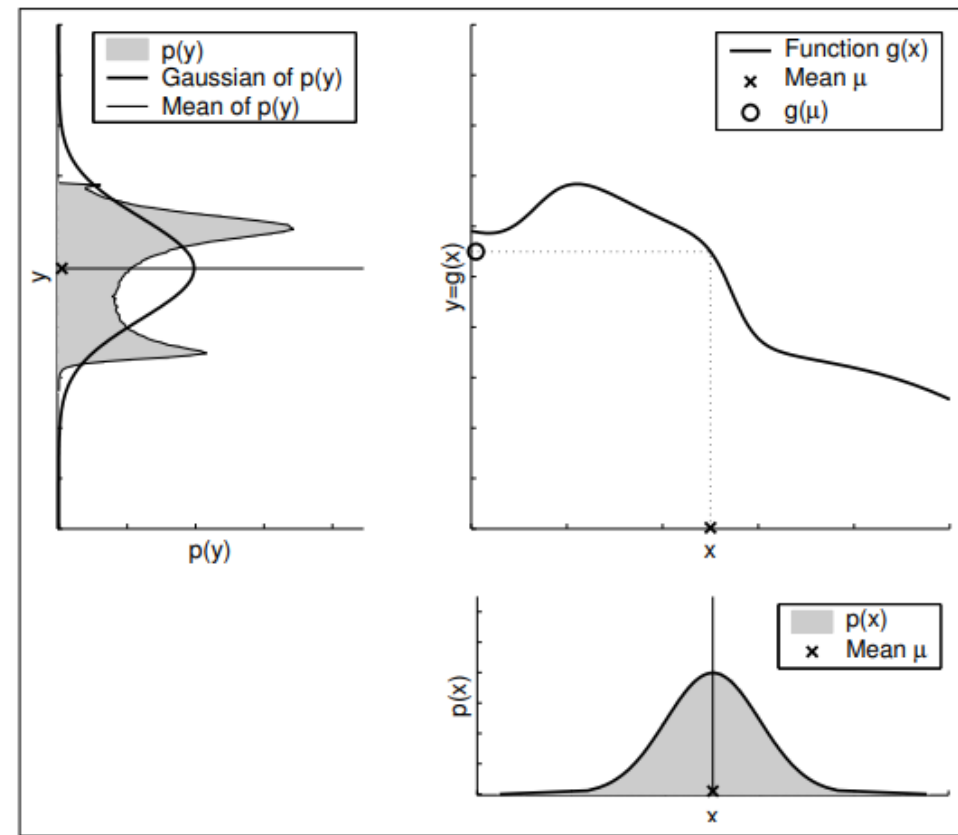 p(y)
Gaussian of p(y)
Mean of p(y)
y
p(y)
Function g(x)
Mean μ
g(μ)
y=g(x)
x
p(x)
Mean μ
p(x)
x